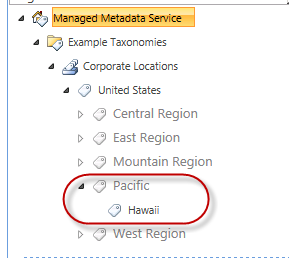 Managed Metadata Service
Example Taxonomies
Corporate Locations
United States
Central Region
East Region
Mountain Region
Pacific
Hawaii
West Region